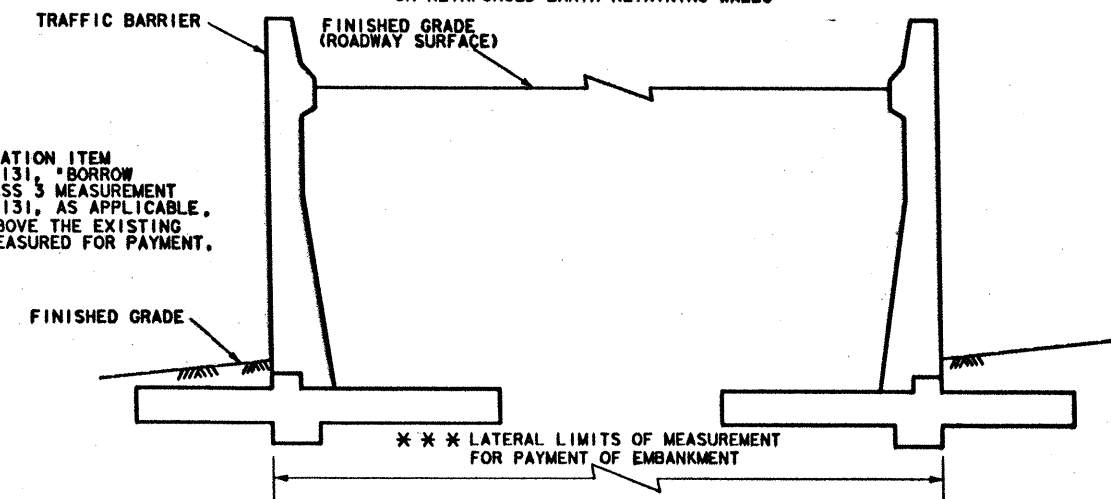 TRAFFIC BARRIER
FINISHED GRADE
(ROADWAY SURFACE)
ATION ITEM
131, "BORROW
SS 3 MEASUREMENT
131, AS APPLICABLE,
BOVE THE EXISTING
EASURED FOR PAYMENT.
FINISHED GRADE
* * * LATERAL LIMITS OF MEASUREMENT
FOR PAYMENT OF EMBANKMENT